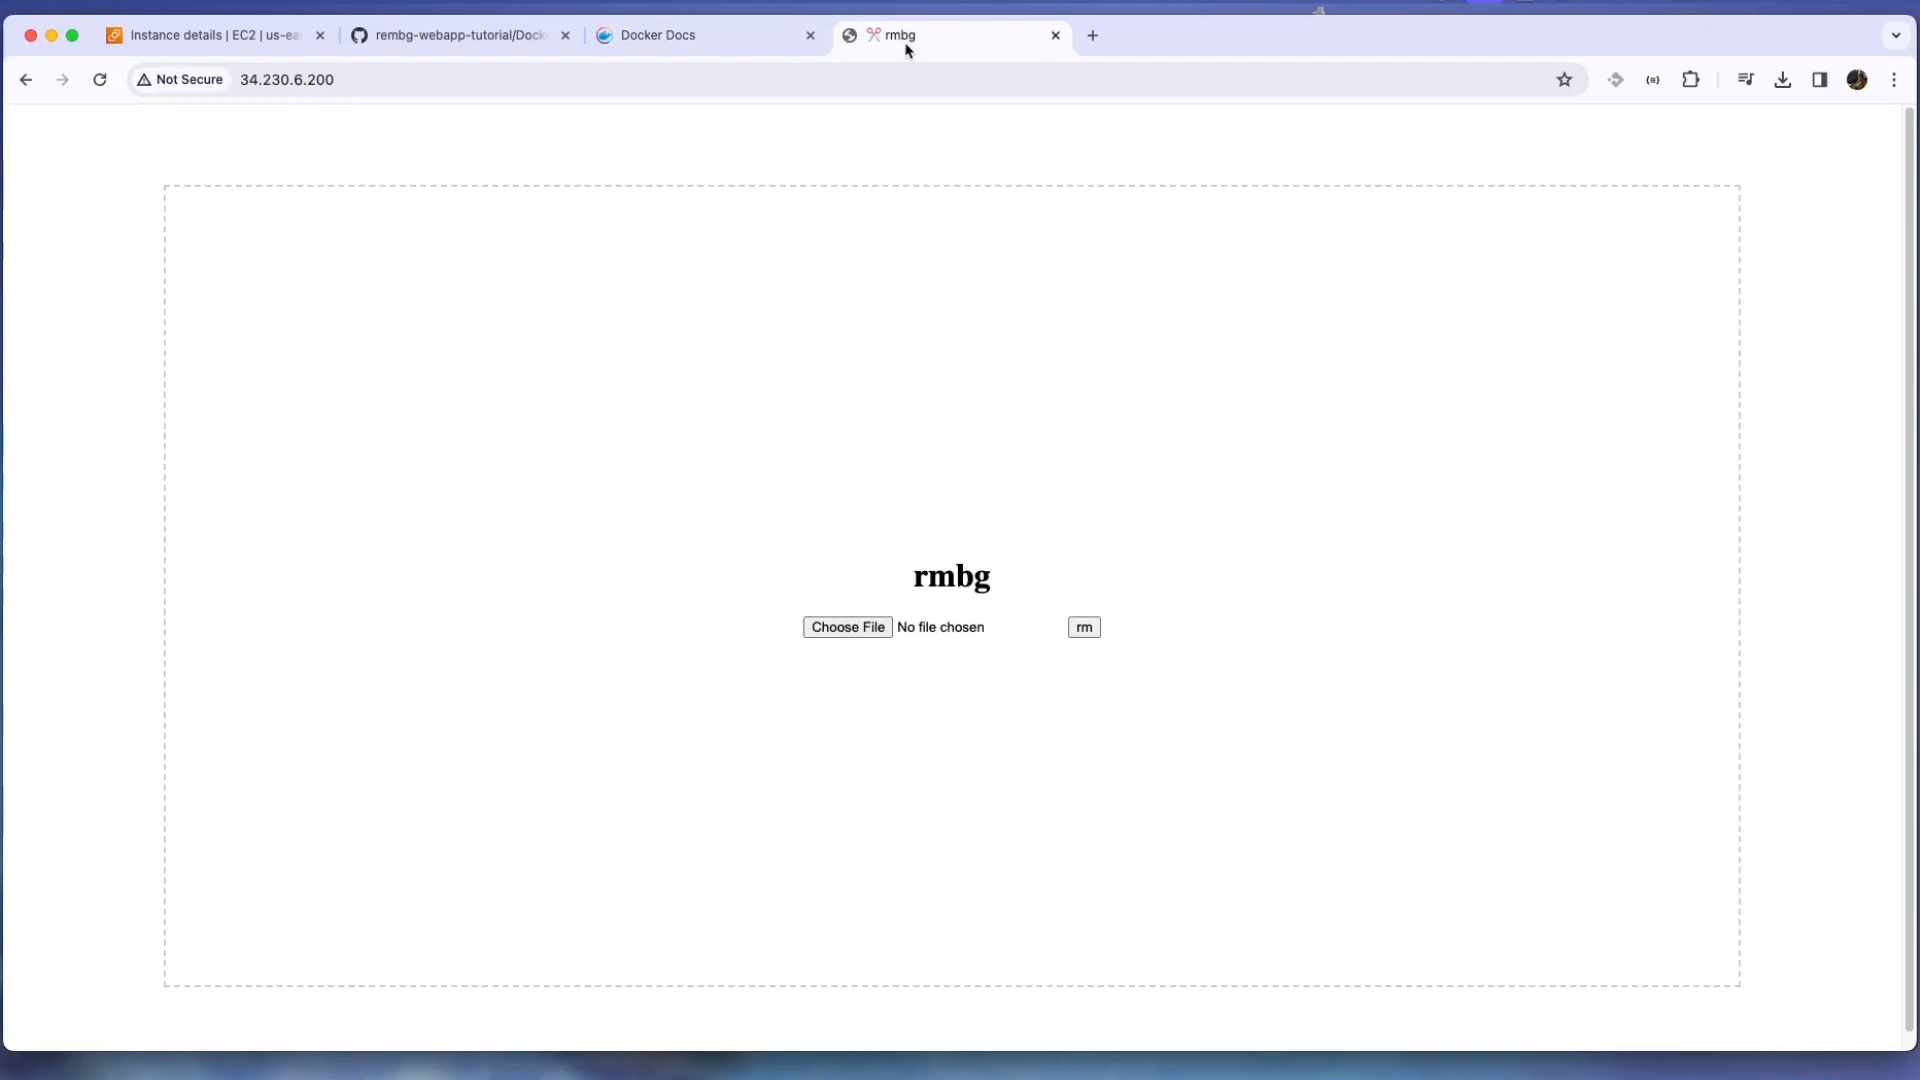 Instance details | EC2 | us-ea
rembg-webapp-tutorial/Dock
Docker Docs
rmbg
Not Secure
34.230.6.200
rmbg
Choose File No file chosen
rm